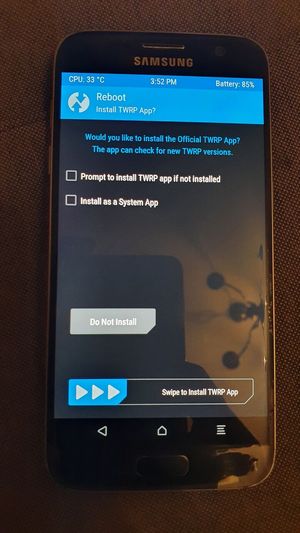 SAMSUNG
CPU: 33 °C 3:52 PM Battery: 85%
Reboot
Install TWRP App?
Would you like to install the Official TWRP App?
The app can check for new TWRP versions.
Prompt to install TWRP app if not installed
Install as a System App
Do Not Install
Swipe to Install TWRP App